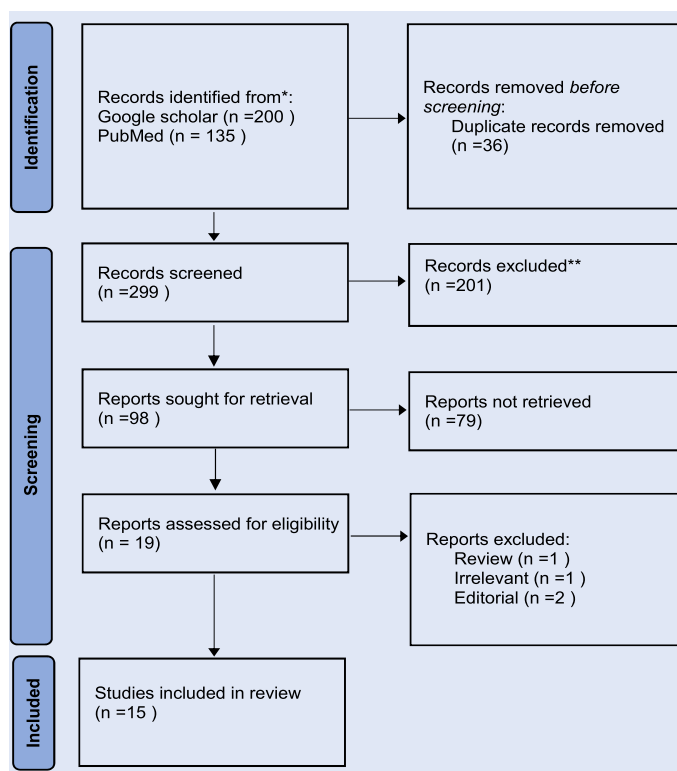 Identification
Records identified from*:
Google scholar (n =200 )
PubMed (n = 135 )
Records removed before
screening:
Duplicate records removed
(n =36)
Screening
Records screened
(n =299 )
Records excluded**
(n =201)
Reports sought for retrieval
(n =98 )
Reports not retrieved
(n =79)
Reports assessed for eligibility
(n = 19)
Reports excluded:
Review (n =1 )
Irrelevant (n =1 )
Editorial (n =2 )
Included
Studies included in review
(n =15 )